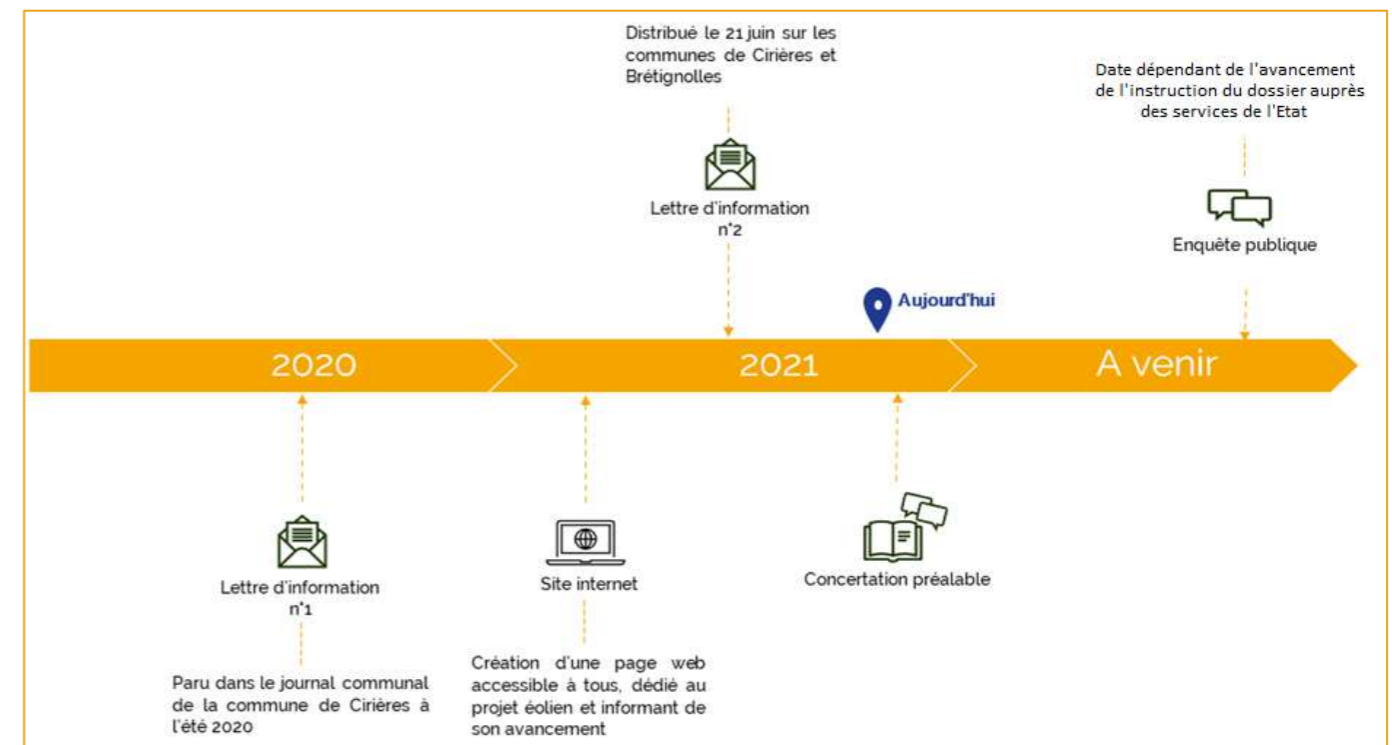 Distribué le 21 juin sur les
communes de Cirières et
Brétignolles
Date dépendant de l'avancement
de l'instruction du dossier auprès
des services de l'Etat
Lettre d'information
n°2
Enquête publique
Aujourd'hui
2020
2021
A venir
Lettre d'information
n°1
Site internet
Concertation préalable
Paru dans le journal communal
de la commune de Cirières à
l'été 2020
Création d'une page web
accessible à tous, dédié au
projet éolien et informant de
son avancement